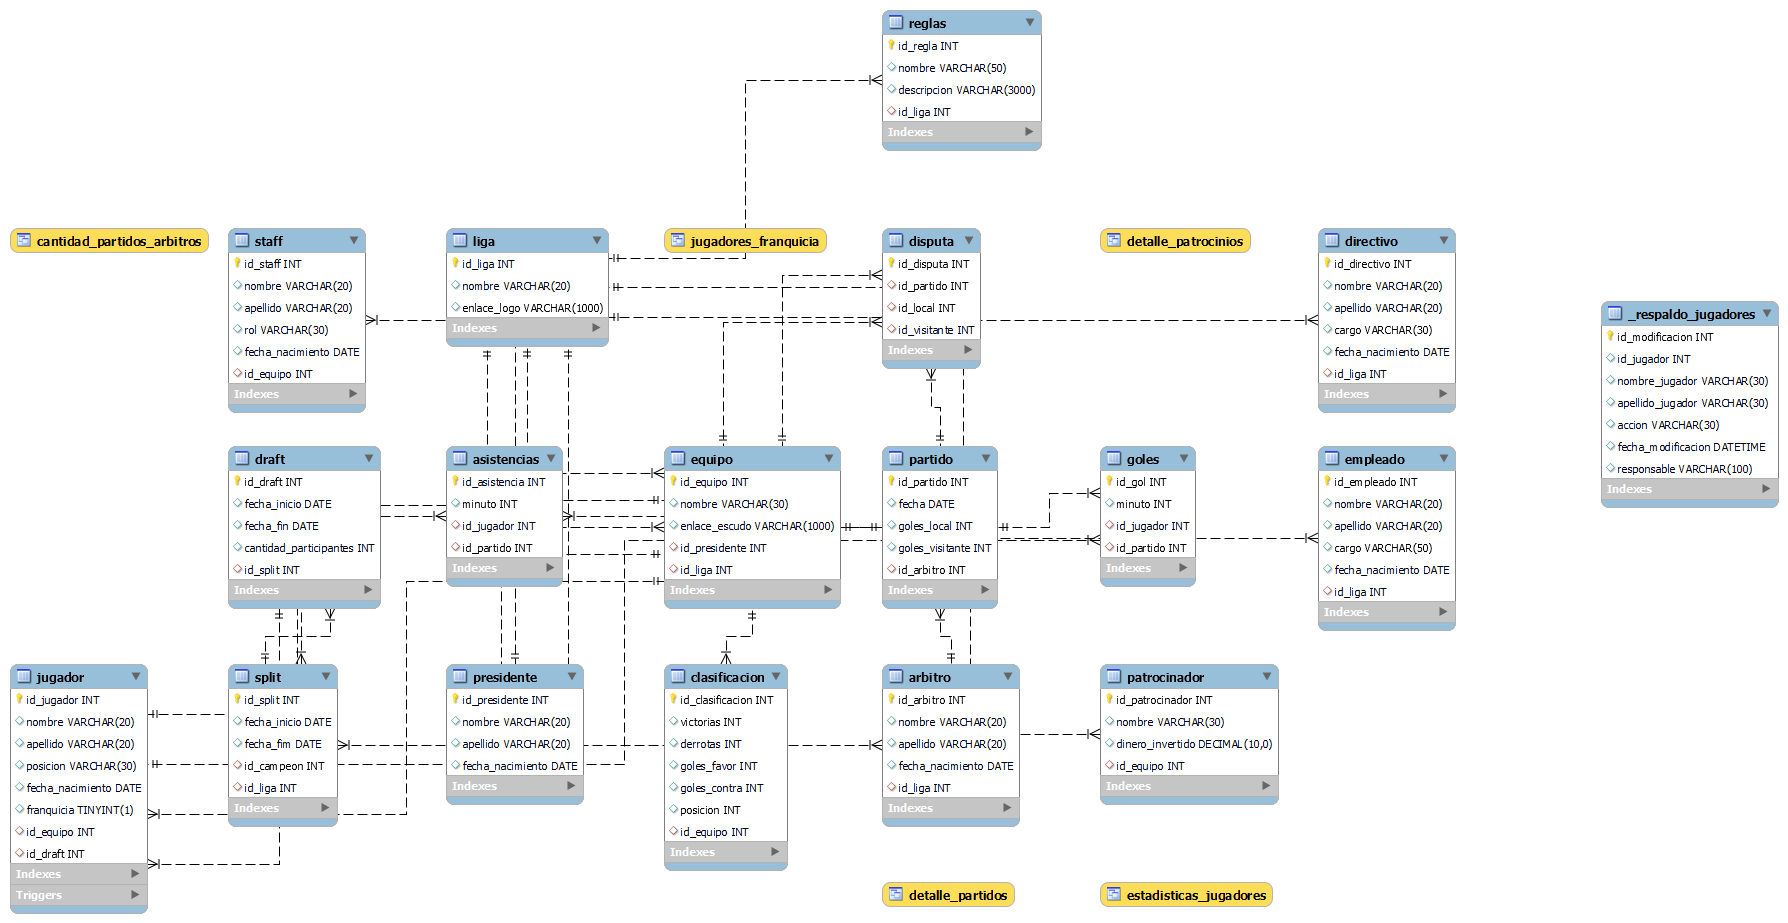 reglas
id_regla INT
nombre VARCHAR(50)
descripcion VARCHAR(3000)
id_liga INT
Indexes
cantidad_partidos_arbitros
staff
id_staff INT
nombre VARCHAR(20)
apellido VARCHAR(20)
rol VARCHAR(30)
fecha_nacimiento DATE
id_equipo INT
Indexes
liga
id_liga INT
nombre VARCHAR(20)
enlace_logo VARCHAR(1000)
Indexes
jugadores_franquicia
disputa
id_disputa INT
id_partido INT
id_local INT
id_visitante INT
Indexes
detalle_patrocinios
directivo
id_directivo INT
nombre VARCHAR(20)
apellido VARCHAR(20)
cargo VARCHAR(30)
fecha_nacimiento DATE
id_liga INT
Indexes
_respaldo_jugadores
id_modificacion INT
id_jugador INT
nombre_jugador VARCHAR(30)
apellido_jugador VARCHAR(30)
accion VARCHAR(30)
fecha_modificacion DATETIME
responsable VARCHAR(100)
Indexes
draft
id_draft INT
fecha_inicio DATE
fecha_fin DATE
cantidad_participantes INT
id_split INT
Indexes
asistencias
id_asistencia INT
minuto INT
id_jugador INT
id_partido INT
Indexes
equipo
id_equipo INT
nombre VARCHAR(30)
enlace_escudo VARCHAR(1000)
id_presidente INT
id_liga INT
Indexes
partido
id_partido INT
fecha DATE
goles_local INT
goles_visitante INT
id_arbitro INT
Indexes
goles
id_gol INT
minuto INT
id_jugador INT
id_partido INT
Indexes
empleado
id_empleado INT
nombre VARCHAR(20)
apellido VARCHAR(20)
cargo VARCHAR(50)
fecha_nacimiento DATE
id_liga INT
Indexes
jugador
id_jugador INT
nombre VARCHAR(20)
apellido VARCHAR(20)
posicion VARCHAR(30)
fecha_nacimiento DATE
franquicia TINYINT(1)
id_equipo INT
id_draft INT
Indexes
Triggers
split
id_split INT
fecha_inicio DATE
fecha_fim DATE
id_campeon INT
id_liga INT
Indexes
presidente
id_presidente INT
nombre VARCHAR(20)
apellido VARCHAR(20)
fecha_nacimiento DATE
Indexes
clasificacion
id_clasificacion INT
victorias INT
derrotas INT
goles_favor INT
goles_contra INT
posicion INT
id_equipo INT
Indexes
arbitro
id_arbitro INT
nombre VARCHAR(20)
apellido VARCHAR(20)
fecha_nacimiento DATE
id_liga INT
Indexes
patrocinador
id_patrocinador INT
nombre VARCHAR(30)
dinero_invertido DECIMAL(10,0)
id_equipo INT
Indexes
detalle_partidos
estadisticas_jugadores